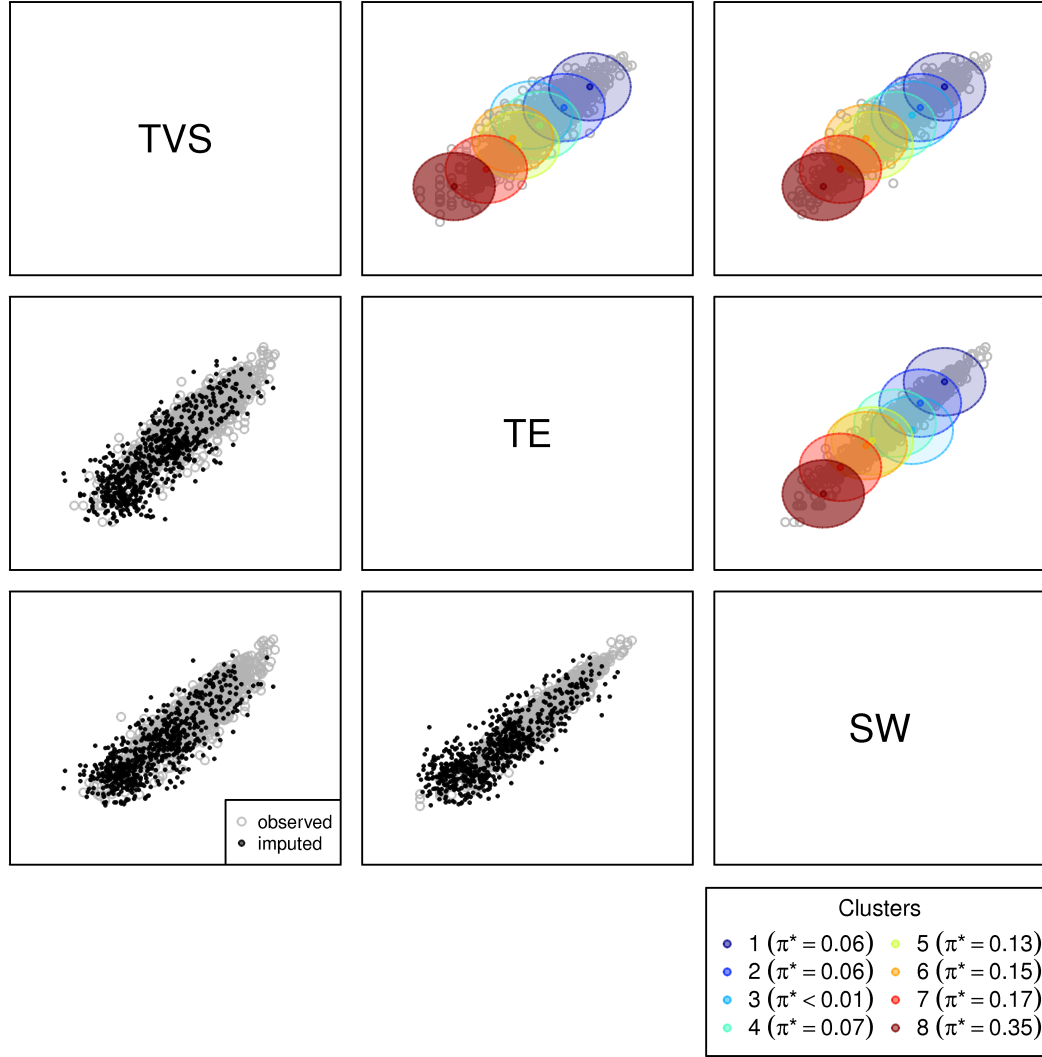 TVS
TE
SW
observed
imputed
Clusters
1 (π* = 0.06) 5 (π* = 0.13)
2 (π* = 0.06) 6 (π* = 0.15)
3 (π* < 0.01) 7 (π* = 0.17)
4 (π* = 0.07) 8 (π* = 0.35)